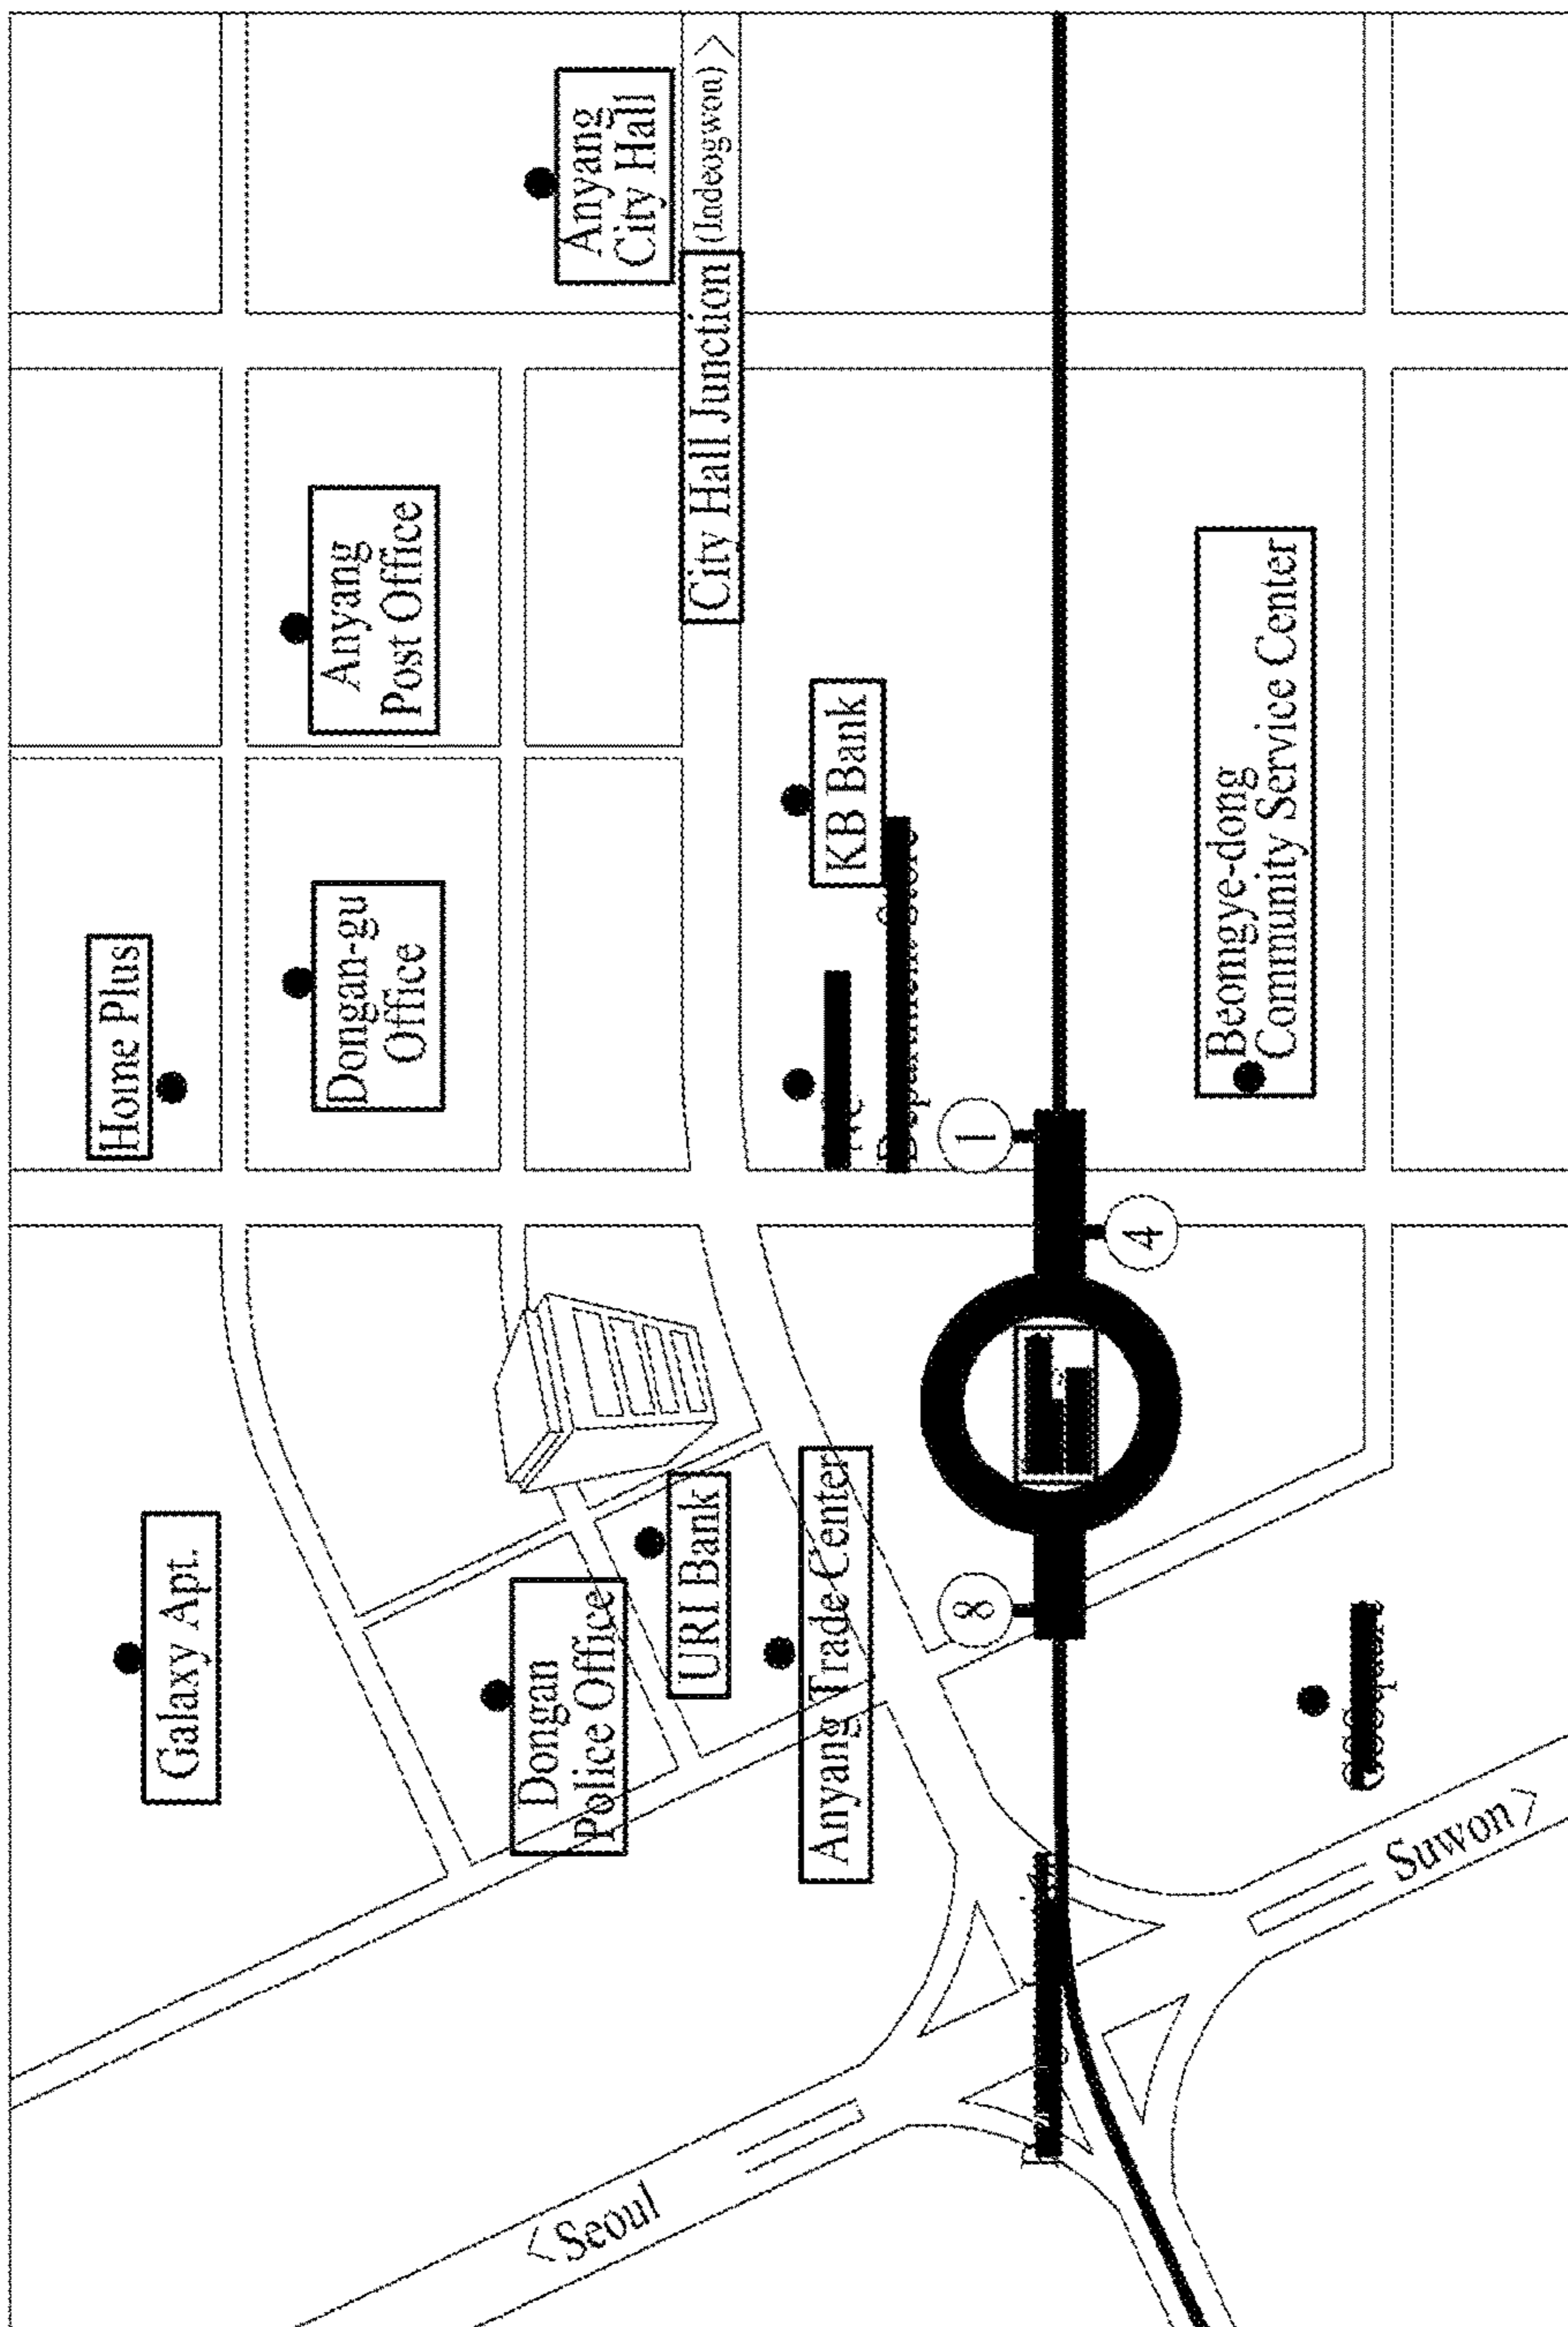 Home Plus
Galaxy Apt.
Anyang
Post Office
Dongan-gu
Office
Dongan
Police Office
URI Bank
Anyang
City Hall
City Hall Junction
(Indeogwon) >
KB Bank
Anyang Trade Center
1
4
8
Beomgye-dong
Community Service Center
< Seoul
Suwon >